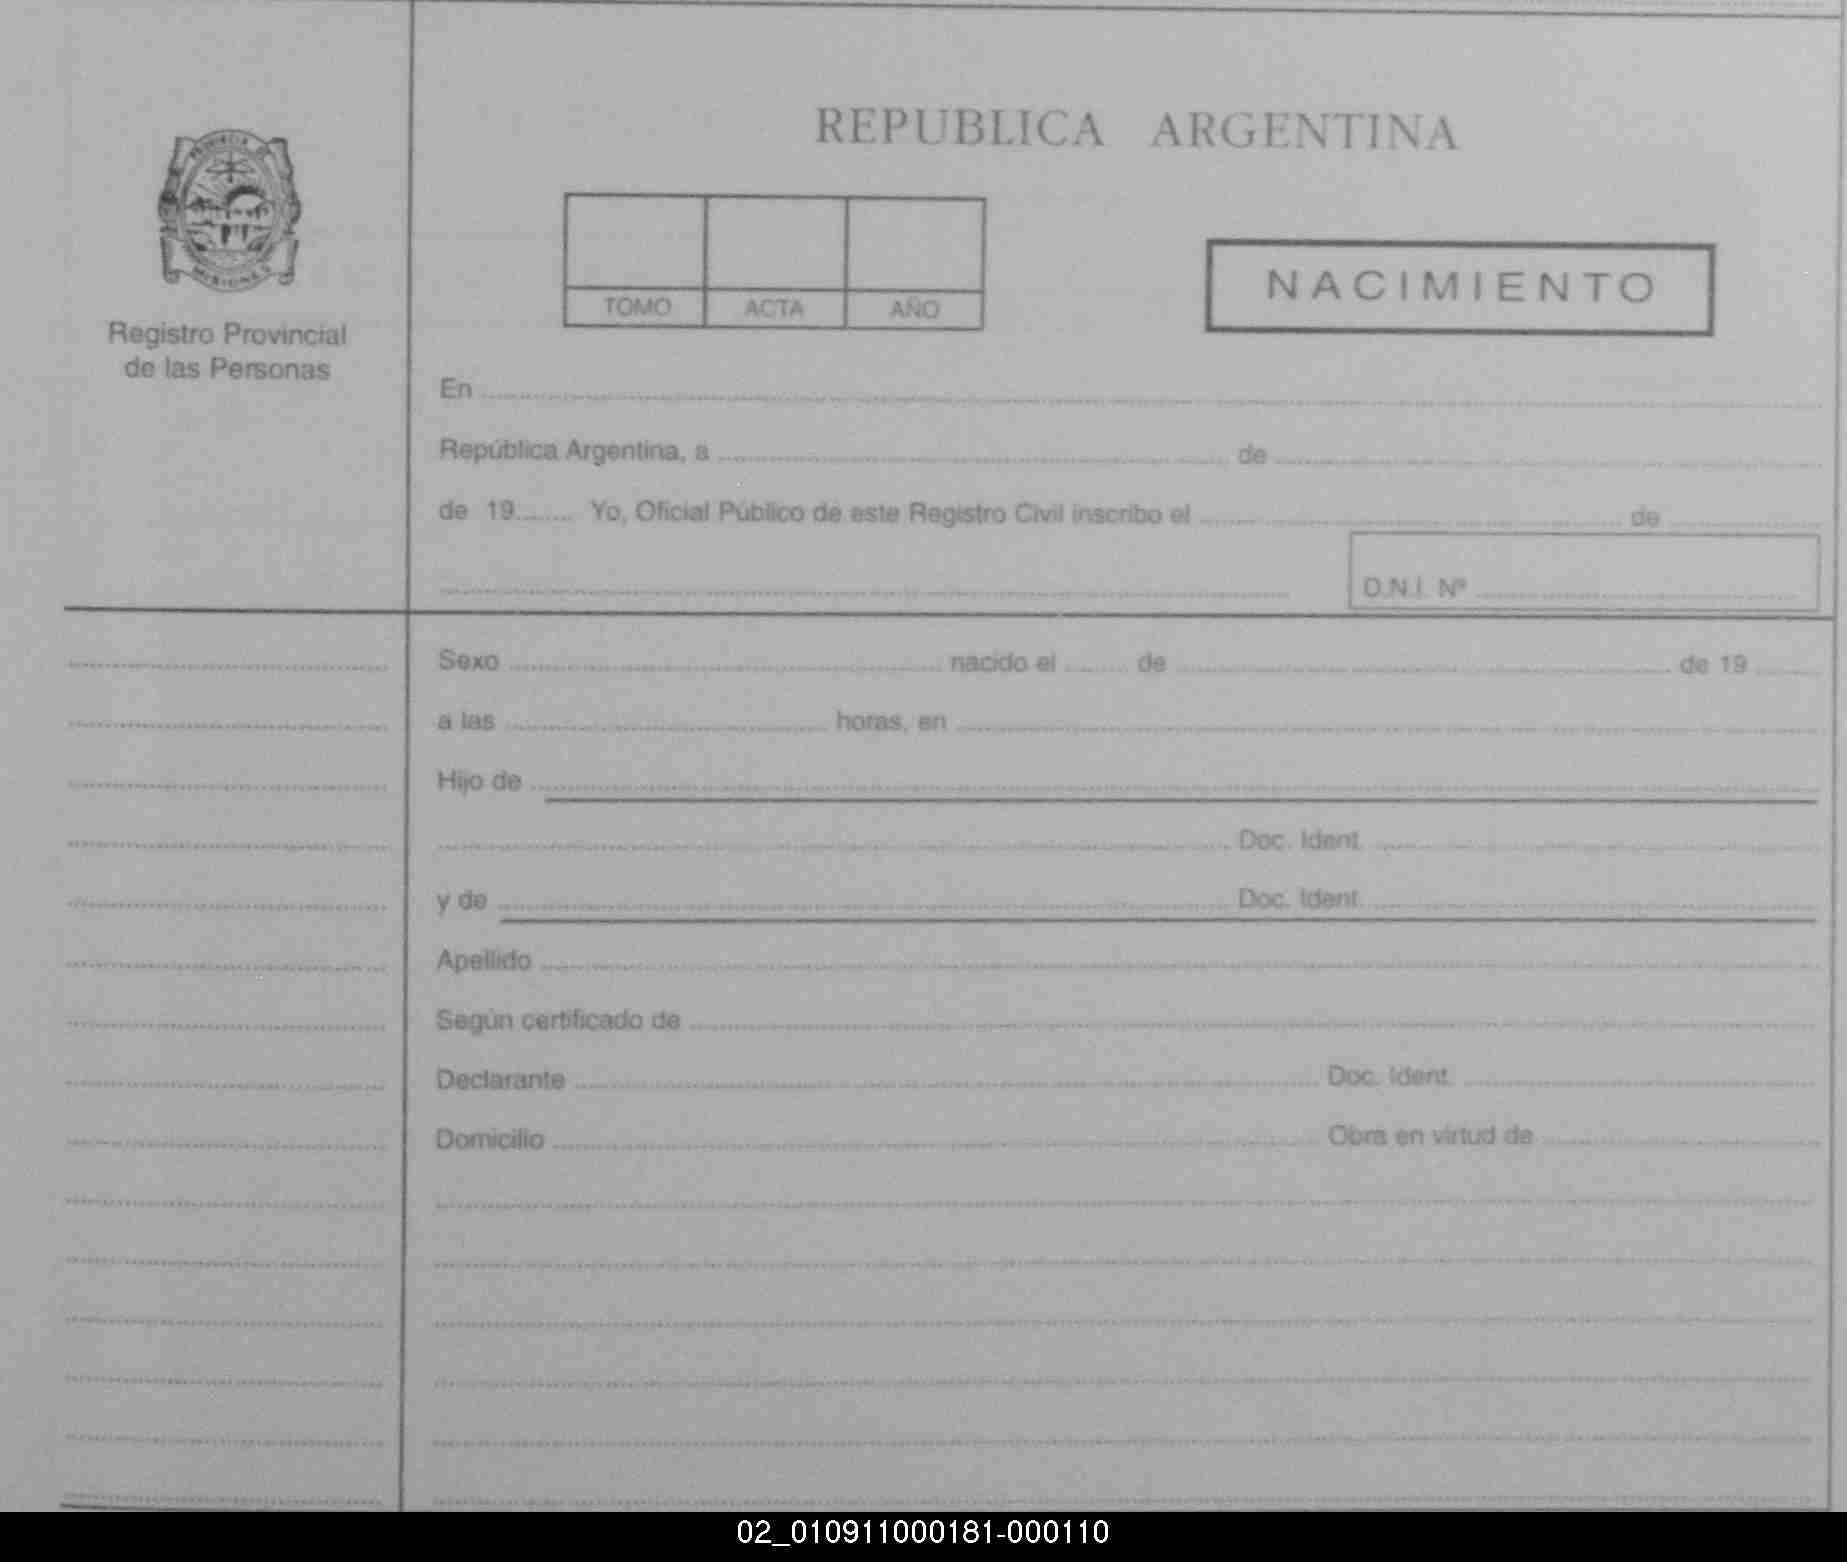 REPUBLICA ARGENTINA
PROVINCIA DE
MISIONES
Registro Provincial
de las Personas
TOMO ACTA AÑO
NACIMIENTO
En
República Argentina, a de
de 19 Yo, Oficial Público de este Registro Civil inscribo el de
D.N.I. Nº
Sexo nacido el de de 19
a las horas, en
Hijo de
Doc. Ident.
y de Doc. Ident.
Apellido
Según certificado de
Declarante Doc. Ident.
Domicilio Obra en virtud de
02_010911000181-000110